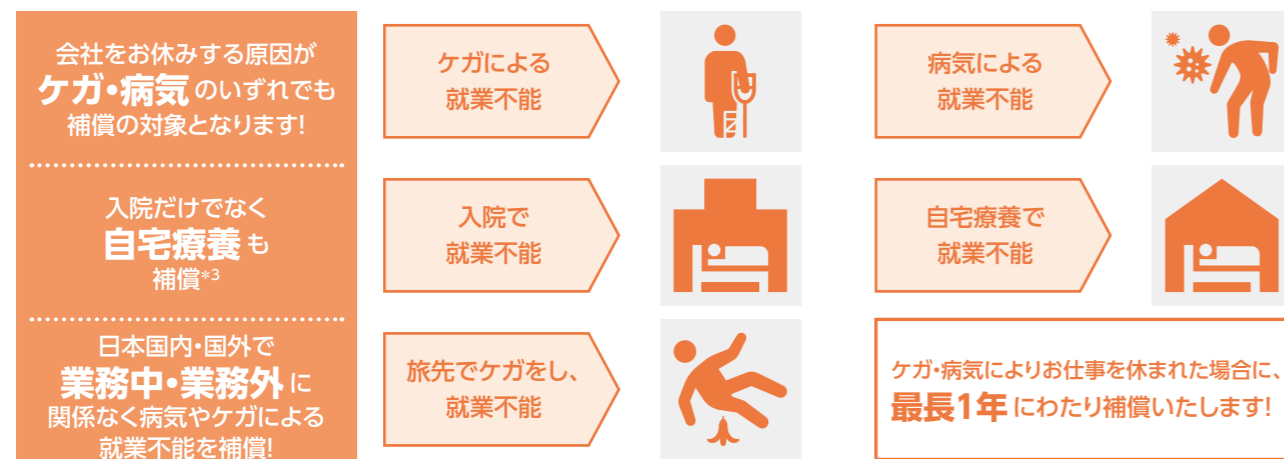 会社をお休みする原因が
ケガ・病気のいずれでも
補償の対象となります!
ケガによる
就業不能
病気による
就業不能
入院だけでなく
自宅療養も
補償*3
入院で
就業不能
自宅療養で
就業不能
日本国内・国外で
業務中・業務外に
関係なく病気やケガによる
就業不能を補償!
旅先でケガをし、
就業不能
ケガ・病気によりお仕事を休まれた場合に、
最長1年にわたり補償いたします!